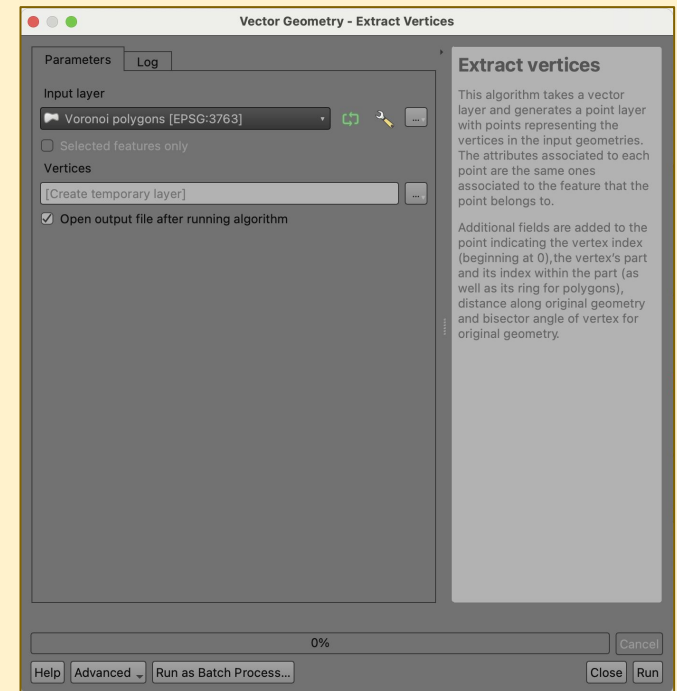 Vector Geometry - Extract Vertices
Parameters
Log
Input layer
Voronoi polygons [EPSG:3763]
...
Selected features only
Vertices
[Create temporary layer]
...
Open output file after running algorithm
Extract vertices
This algorithm takes a vector
layer and generates a point layer
with points representing the
vertices in the input geometries.
The attributes associated to each
point are the same ones
associated to the feature that the
point belongs to.
Additional fields are added to the
point indicating the vertex index
(beginning at 0),the vertex's part
and its index within the part (as
well as its ring for polygons),
distance along original geometry
and bisector angle of vertex for
original geometry.
0%
Cancel
Help
Advanced
Run as Batch Process...
Close
Run